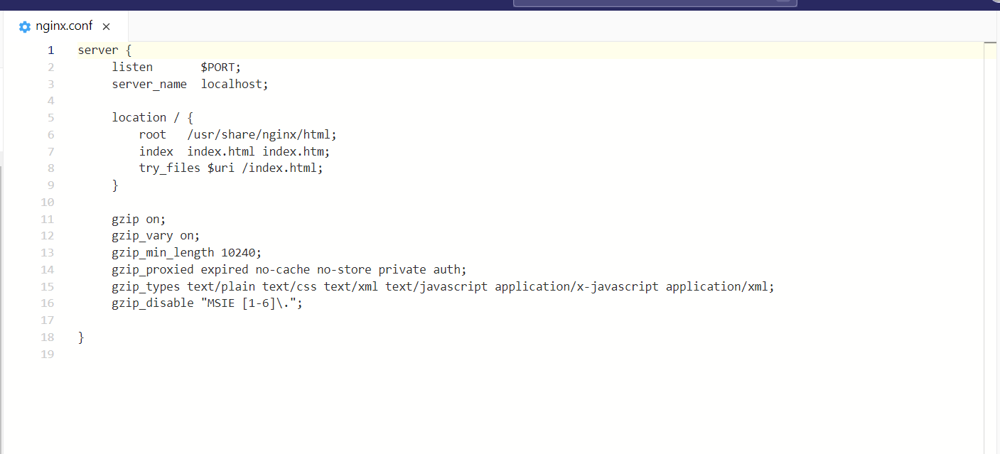 nginx.conf ×
1 server {
2 listen $PORT;
3 server_name localhost;
4
5 location / {
6 root /usr/share/nginx/html;
7 index index.html index.htm;
8 try_files $uri /index.html;
9 }
10
11 gzip on;
12 gzip_vary on;
13 gzip_min_length 10240;
14 gzip_proxied expired no-cache no-store private auth;
15 gzip_types text/plain text/css text/xml text/javascript application/x-javascript application/xml;
16 gzip_disable "MSIE [1-6]\.";
17
18 }
19